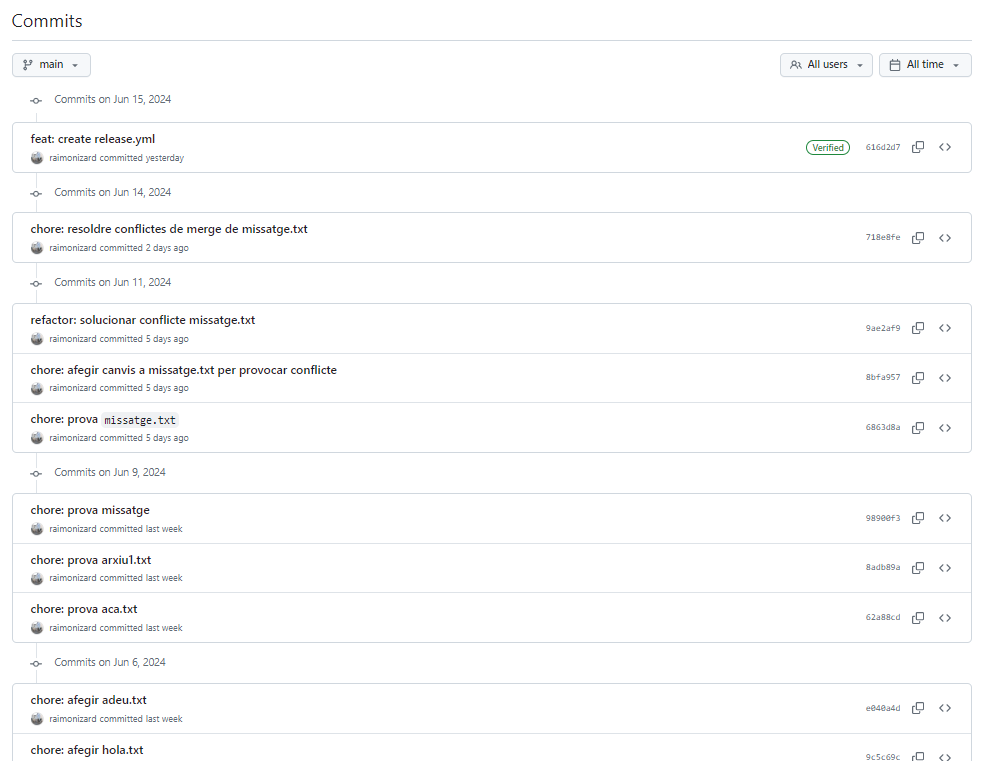 Commits
main
All users
All time
Commits on Jun 15, 2024
feat: create release.yml
raimonizard committed yesterday
Verified
616d2d7
Commits on Jun 14, 2024
chore: resoldre conflictes de merge de missatge.txt
raimonizard committed 2 days ago
718e8fe
Commits on Jun 11, 2024
refactor: solucionar conflicte missatge.txt
raimonizard committed 5 days ago
9ae2af9
chore: afegir canvis a missatge.txt per provocar conflicte
raimonizard committed 5 days ago
8bfa957
chore: prova missatge.txt
raimonizard committed 5 days ago
6863d8a
Commits on Jun 9, 2024
chore: prova missatge
raimonizard committed last week
98900f3
chore: prova arxiu1.txt
raimonizard committed last week
8adb89a
chore: prova aca.txt
raimonizard committed last week
62a88cd
Commits on Jun 6, 2024
chore: afegir adeu.txt
raimonizard committed last week
e040a4d
chore: afegir hola.txt
9c5c69c